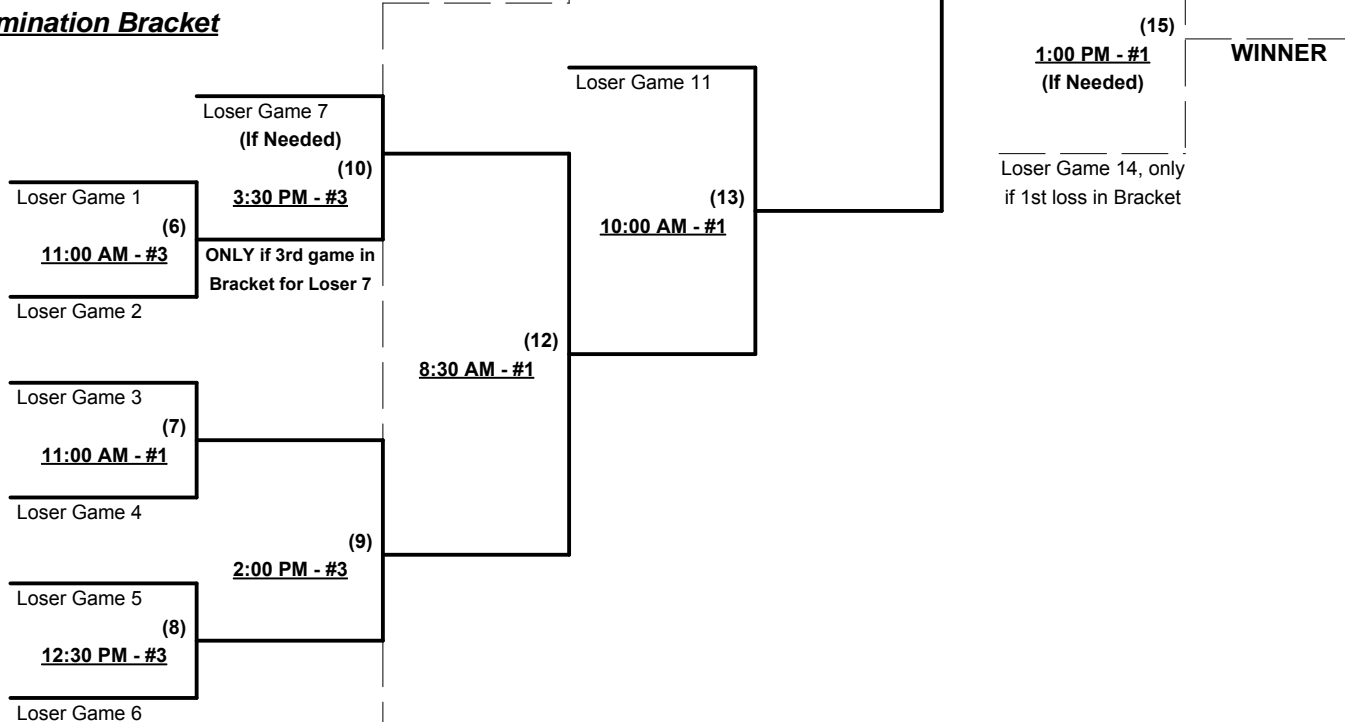 mination Bracket
(15)
1:00 PM - #1
(If Needed)
WINNER
Loser Game 14, only
if 1st loss in Bracket
Loser Game 11
(13)
10:00 AM - #1
Loser Game 7
(If Needed)
(10)
3:30 PM - #3
ONLY if 3rd game in
Bracket for Loser 7
Loser Game 1
(6)
11:00 AM - #3
Loser Game 2
(12)
8:30 AM - #1
Loser Game 3
(7)
11:00 AM - #1
Loser Game 4
(9)
2:00 PM - #3
Loser Game 5
(8)
12:30 PM - #3
Loser Game 6